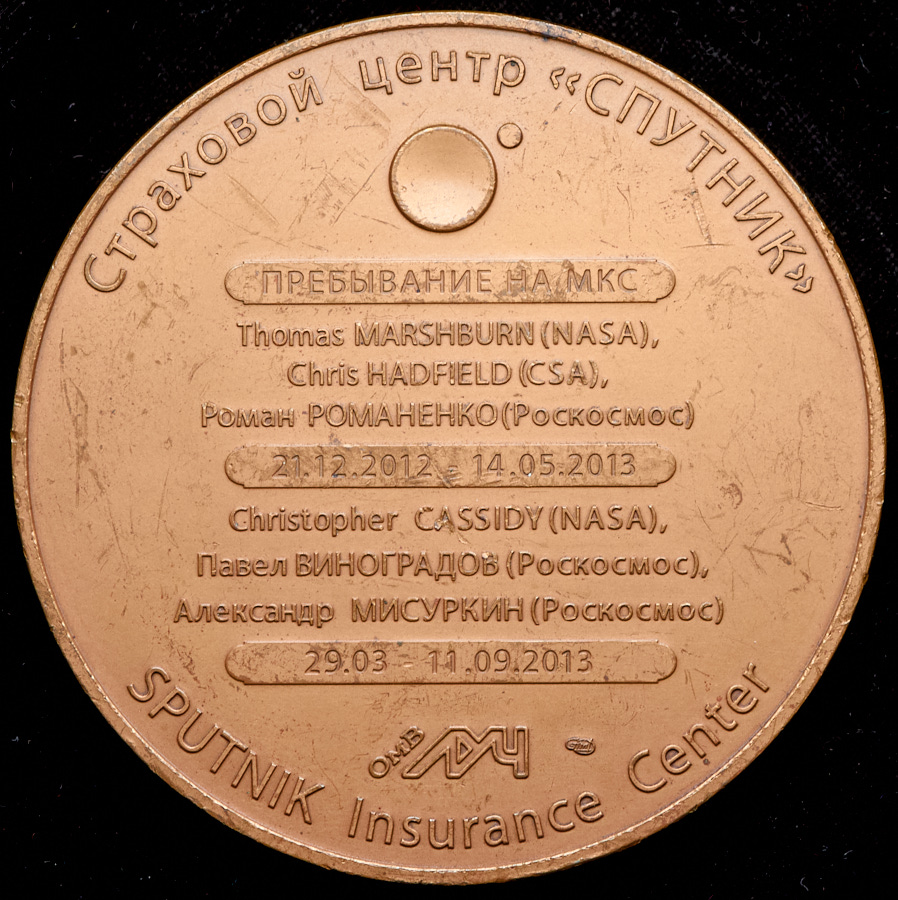 Страховой центр «СПУТНИК»
ПРЕБЫВАНИЕ НА МКС
Thomas MARSHBURN (NASA),
Chris HADFIELD (CSA),
Роман РОМАНЕНКО (Роскосмос)
21.12.2012 - 14.05.2013
Christopher CASSIDY (NASA),
Павел ВИНОГРАДОВ (Роскосмос),
Александр МИСУРКИН (Роскосмос)
29.03 - 11.09.2013
ОМВ
SPUTNIK Insurance Center